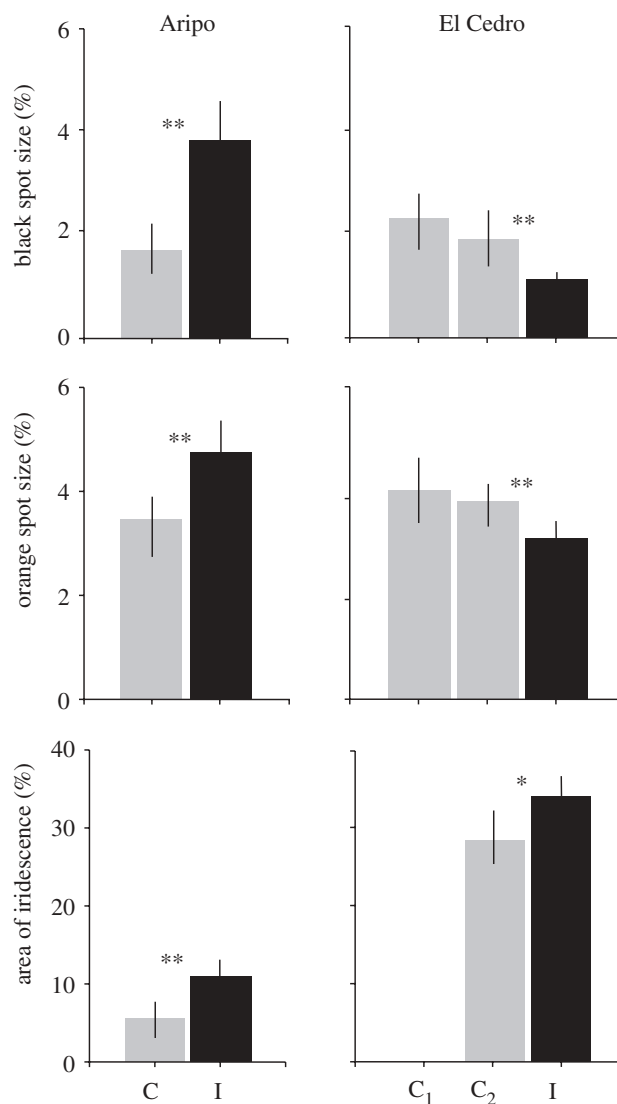 Aripo
El Cedro
black spot size (%)
6
4
2
0
**
**
orange spot size (%)
6
4
2
0
**
**
area of iridescence (%)
40
30
20
10
0
**
*
C
I
C₁
C₂
I